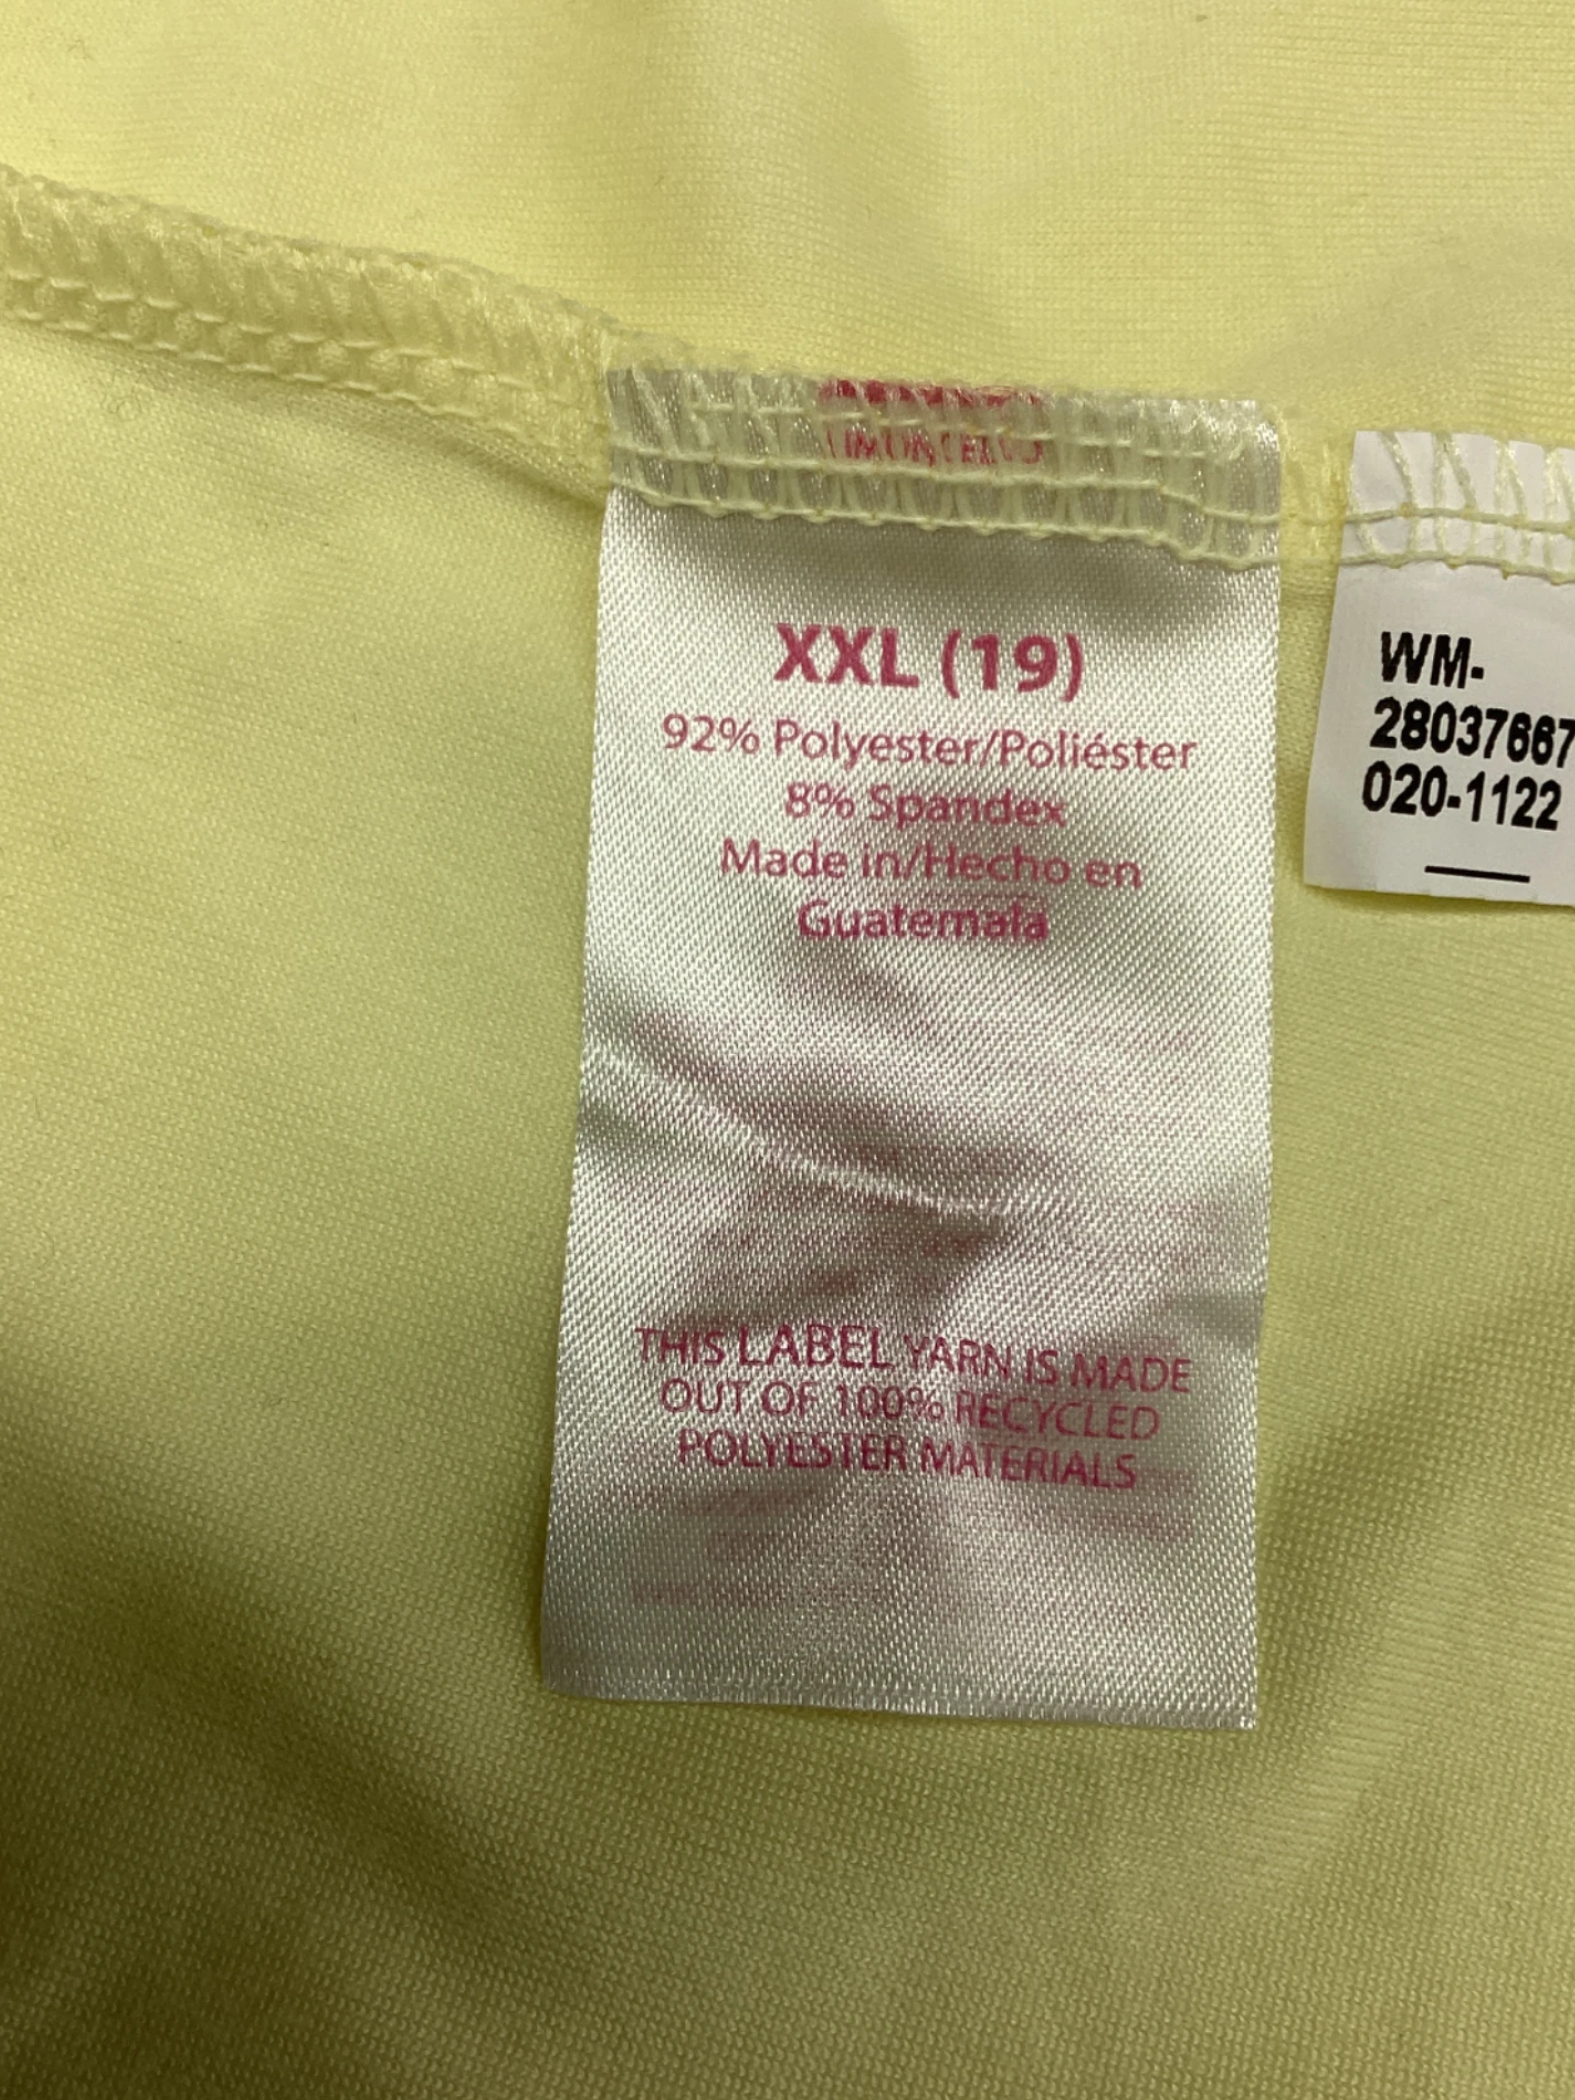 LIMONCELLO
XXL (19)
92% Polyester/Poliéster
8% Spandex
Made in/Hecho en
Guatemala
THIS LABEL YARN IS MADE
OUT OF 100% RECYCLED
POLYESTER MATERIALS
WM-
28037667
020-1122